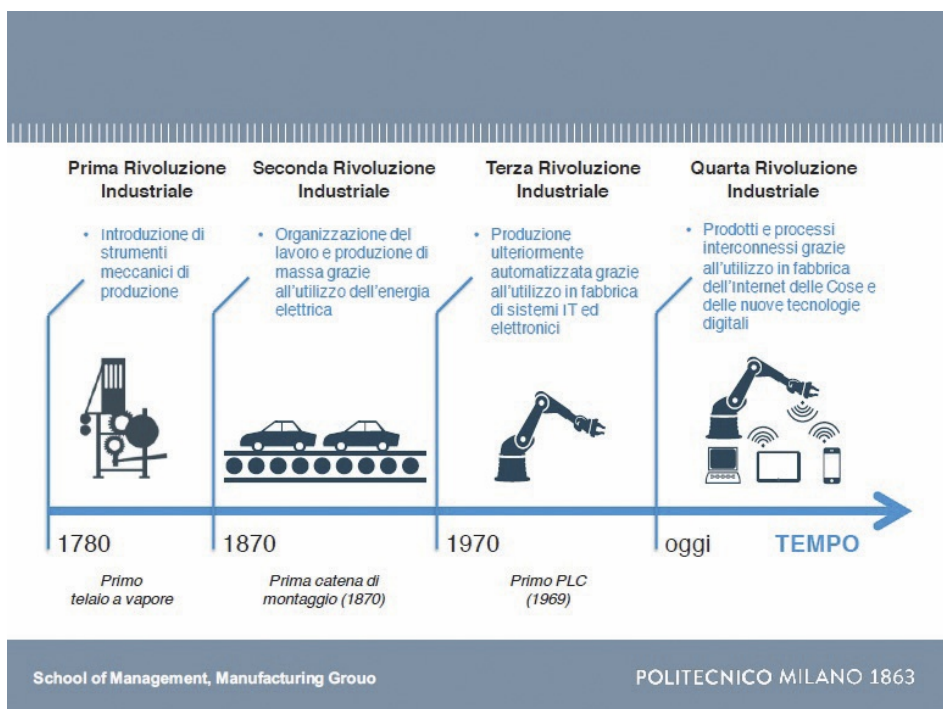 Prima Rivoluzione
Industriale
• Introduzione di
strumenti
meccanici di
produzione
Seconda Rivoluzione
Industriale
• Organizzazione del
lavoro e produzione di
massa grazie
all'utilizzo dell'energia
elettrica
Terza Rivoluzione
Industriale
• Produzione
ulteriormente
automatizzata grazie
all'utilizzo in fabbrica
di sistemi IT ed
elettronici
Quarta Rivoluzione
Industriale
• Prodotti e processi
interconnessi grazie
all'utilizzo in fabbrica
dell'Internet delle Cose e
delle nuove tecnologie
digitali
1780
1870
1970
oggi
TEMPO
Primo
telaio a vapore
Prima catena di
montaggio (1870)
Primo PLC
(1969)
School of Management, Manufacturing Grouo
POLITECNICO MILANO 1863